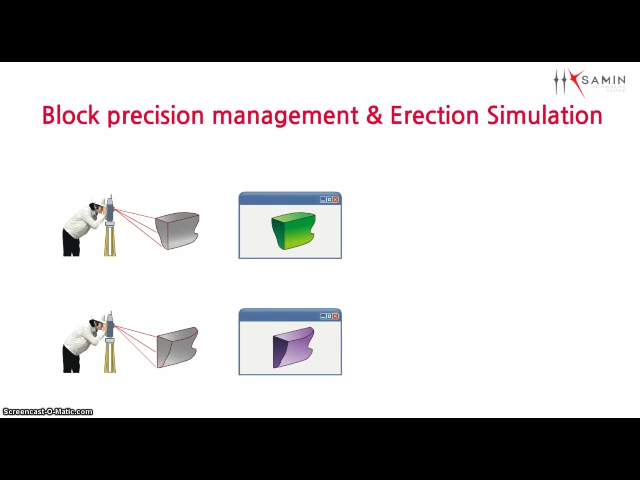 SAMIN
Block precision management & Erection Simulation
Screencast-O-Matic.com